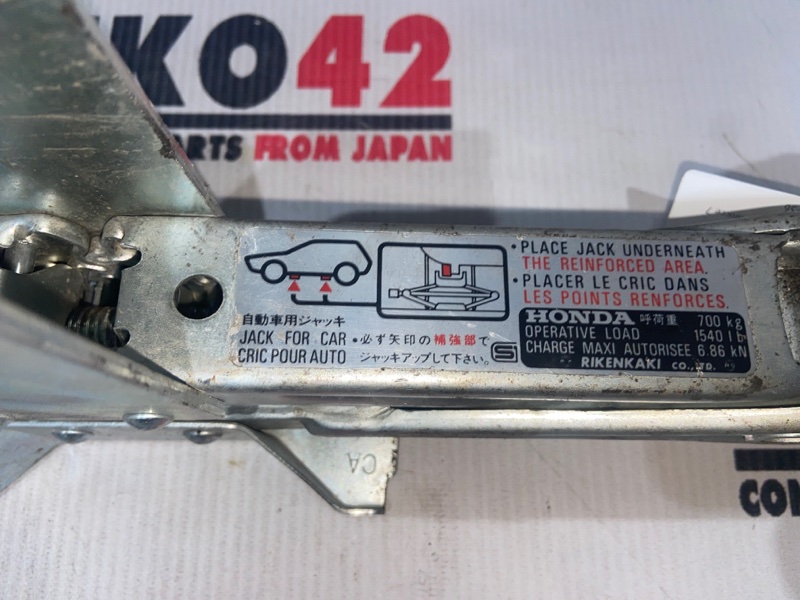 KO42
PARTS FROM JAPAN
・PLACE JACK UNDERNEATH
THE REINFORCED AREA.
・PLACER LE CRIC DANS
LES POINTS RENFORCES.
自動車用ジャッキ
JACK FOR CAR
CRIC POUR AUTO
・必ず矢印の補強部で
ジャッキアップして下さい。
HONDA 呼荷重 700 kg
OPERATIVE LOAD 1540 lb
CHARGE MAXI AUTORISEE 6.86 kN
RIKENKAKI CO.,LTD.
CA